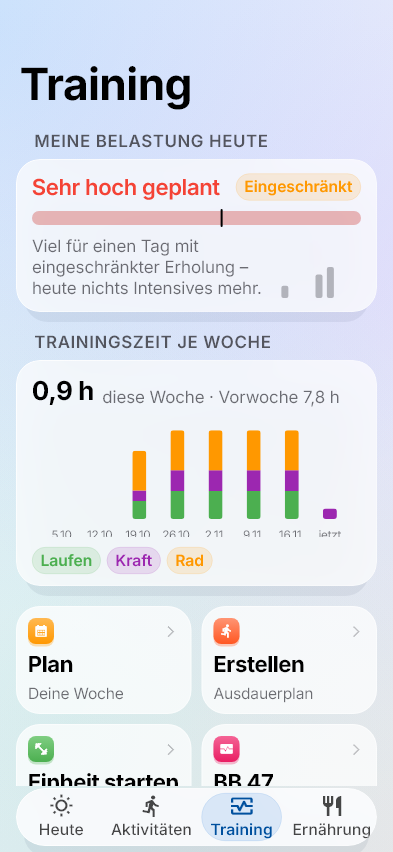 Training
MEINE BELASTUNG HEUTE
Sehr hoch geplant
Eingeschränkt
Viel für einen Tag mit
eingeschränkter Erholung –
heute nichts Intensives mehr.
TRAININGSZEIT JE WOCHE
0,9 h diese Woche · Vorwoche 7,8 h
5.10 12.10 19.10 26.10 2.11 9.11 16.11 jetzt
Laufen Kraft Rad
Plan
Deine Woche
Erstellen
Ausdauerplan
Einheit starten
BB 47
Heute Aktivitäten Training Ernährung